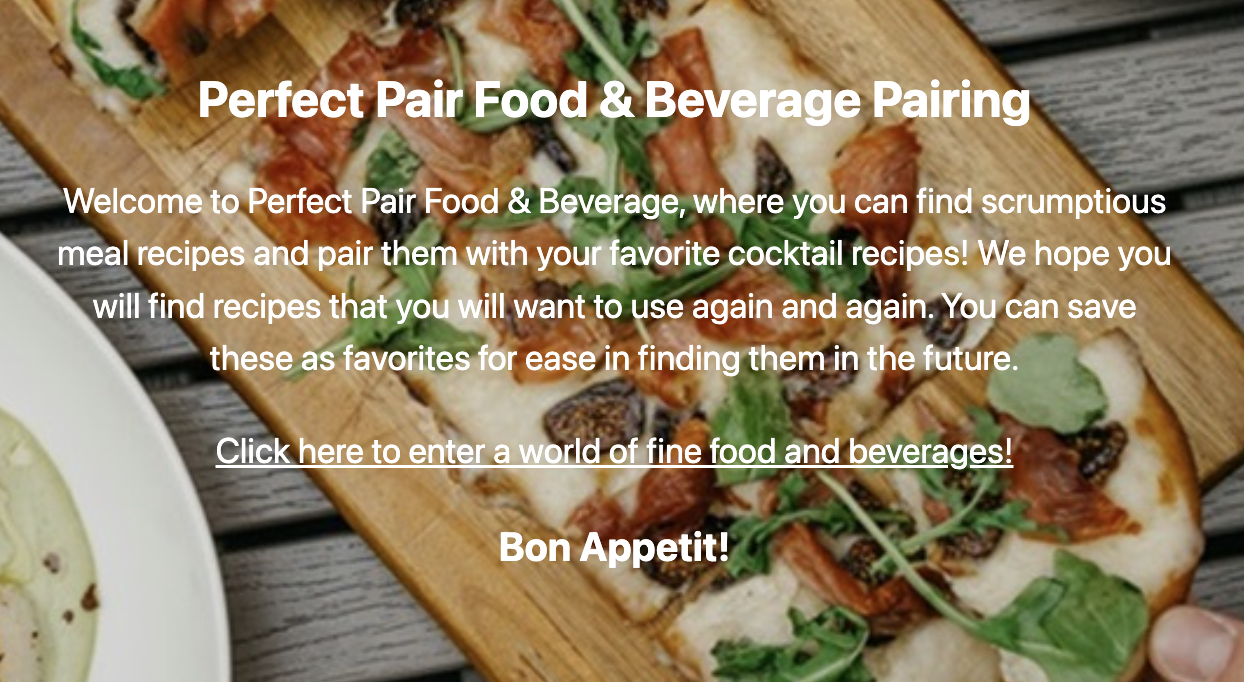 Perfect Pair Food & Beverage Pairing
Welcome to Perfect Pair Food & Beverage, where you can find scrumptious
meal recipes and pair them with your favorite cocktail recipes! We hope you
will find recipes that you will want to use again and again. You can save
these as favorites for ease in finding them in the future.
Click here to enter a world of fine food and beverages!
Bon Appetit!